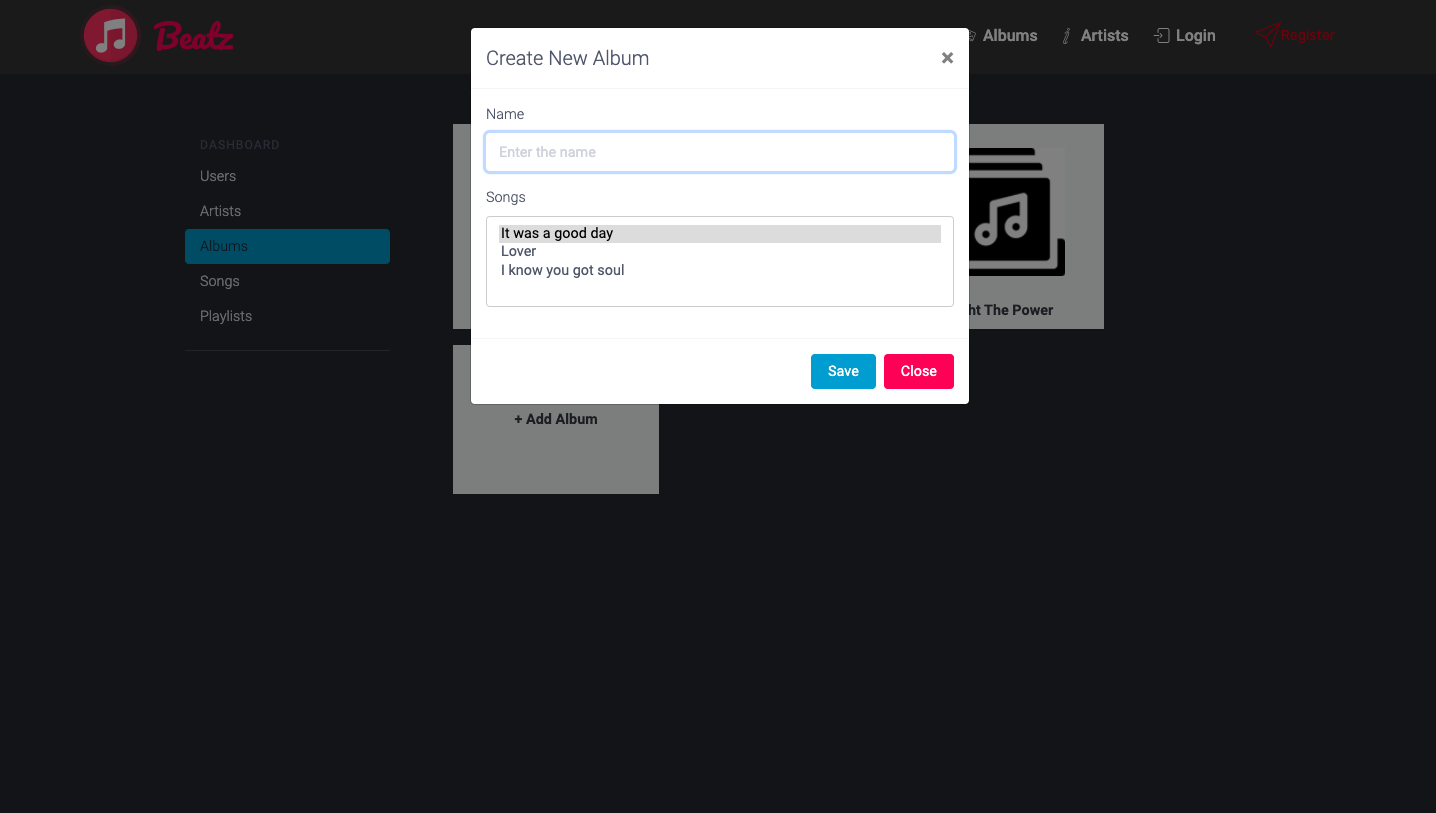 Beatz
Albums
Artists
Login
Register
Create New Album
×
Name
Enter the name
Songs
It was a good day
Lover
I know you got soul
Save
Close
DASHBOARD
Users
Artists
Albums
Songs
Playlists
The Power
+ Add Album